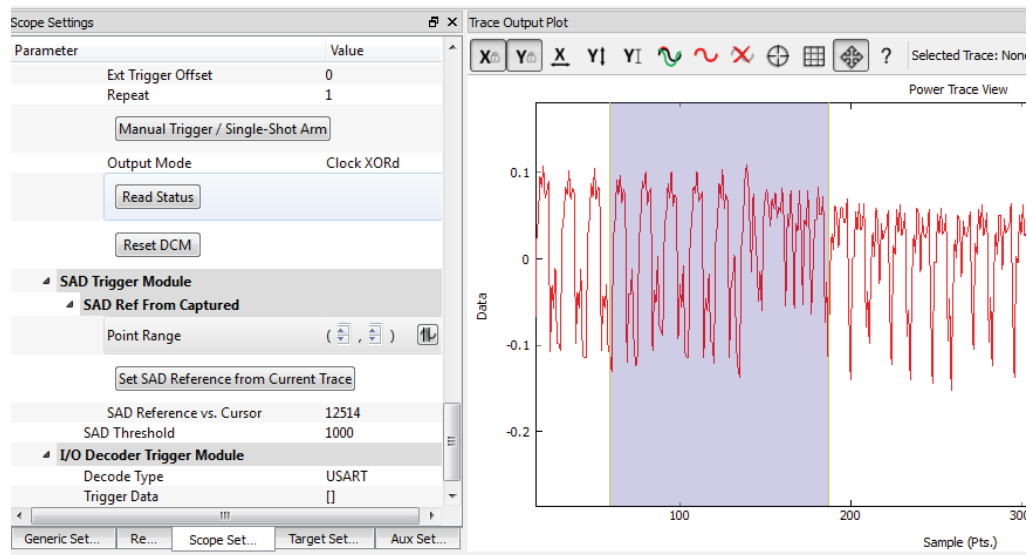 Scope Settings
Parameter Value
Ext Trigger Offset 0
Repeat 1
Manual Trigger / Single-Shot Arm
Output Mode Clock XORd
Read Status
Reset DCM
SAD Trigger Module
SAD Ref From Captured
Point Range ( , )
Set SAD Reference from Current Trace
SAD Reference vs. Cursor 12514
SAD Threshold 1000
I/O Decoder Trigger Module
Decode Type USART
Trigger Data []
Generic Set... Re... Scope Set... Target Set... Aux Set...
Trace Output Plot
X Y X Y Y ? Selected Trace: None
Power Trace View
0.1
0
-0.1
-0.2
Data
100 200 300
Sample (Pts.)